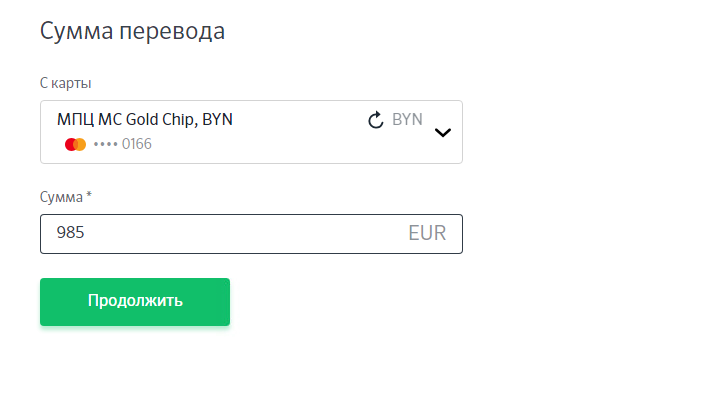 Сумма перевода
С карты
МПЦ MC Gold Chip, BYN BYN
•••• 0166
Сумма *
985 EUR
Продолжить